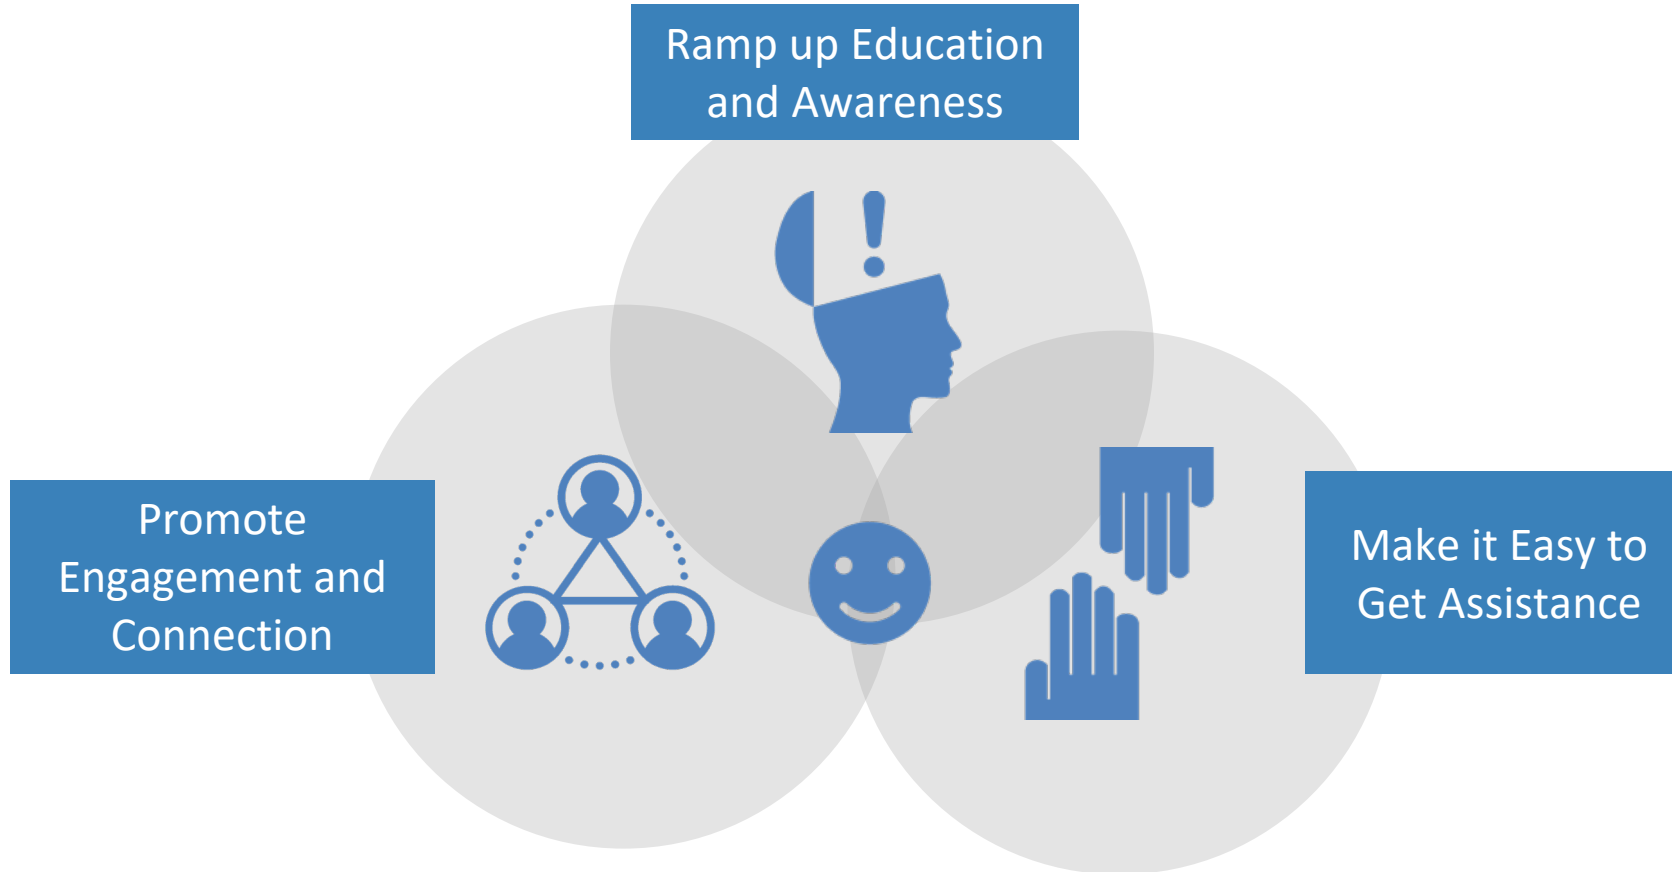 Ramp up Education
and Awareness
Promote
Engagement and
Connection
Make it Easy to
Get Assistance